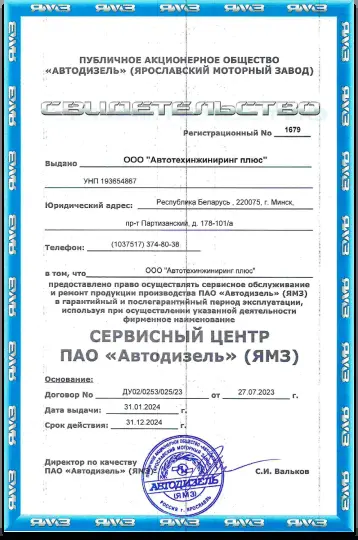 ЯМЗ ЯМЗ ЯМЗ ЯМЗ ЯМЗ ЯМЗ
ПУБЛИЧНОЕ АКЦИОНЕРНОЕ ОБЩЕСТВО
«АВТОДИЗЕЛЬ» (ЯРОСЛАВСКИЙ МОТОРНЫЙ ЗАВОД)
СВИДЕТЕЛЬСТВО
Регистрационный No 1679
Выдано ООО "Автотехинжиниринг плюс"
УНП 193654867
Юридический адрес: Республика Беларусь , 220075, г. Минск,
пр-т Партизанский, д. 178-101/а
Телефон: (1037517) 374-80-38
в том, что ООО "Автотехинжиниринг плюс"
предоставлено право осуществлять сервисное обслуживание
и ремонт продукции производства ПАО «Автодизель» (ЯМЗ)
в гарантийный и послегарантийный период эксплуатации,
используя при осуществлении указанной деятельности
фирменное наименование
СЕРВИСНЫЙ ЦЕНТР
ПАО «Автодизель» (ЯМЗ)
Основание:
Договор No ДУ02/0253/025/23 от 27.07.2023 г.
Дата выдачи: 31.01.2024 г.
Срок действия: 31.12.2024 г.
Директор по качеству
ПАО «Автодизель» (ЯМЗ) С.И. Вальков
АВТОДИЗЕЛЬ
(ЯМЗ)
РОССИЯ г. ЯРОСЛАВЛЬ
ЯМЗ ЯМЗ ЯМЗ ЯМЗ ЯМЗ ЯМЗ